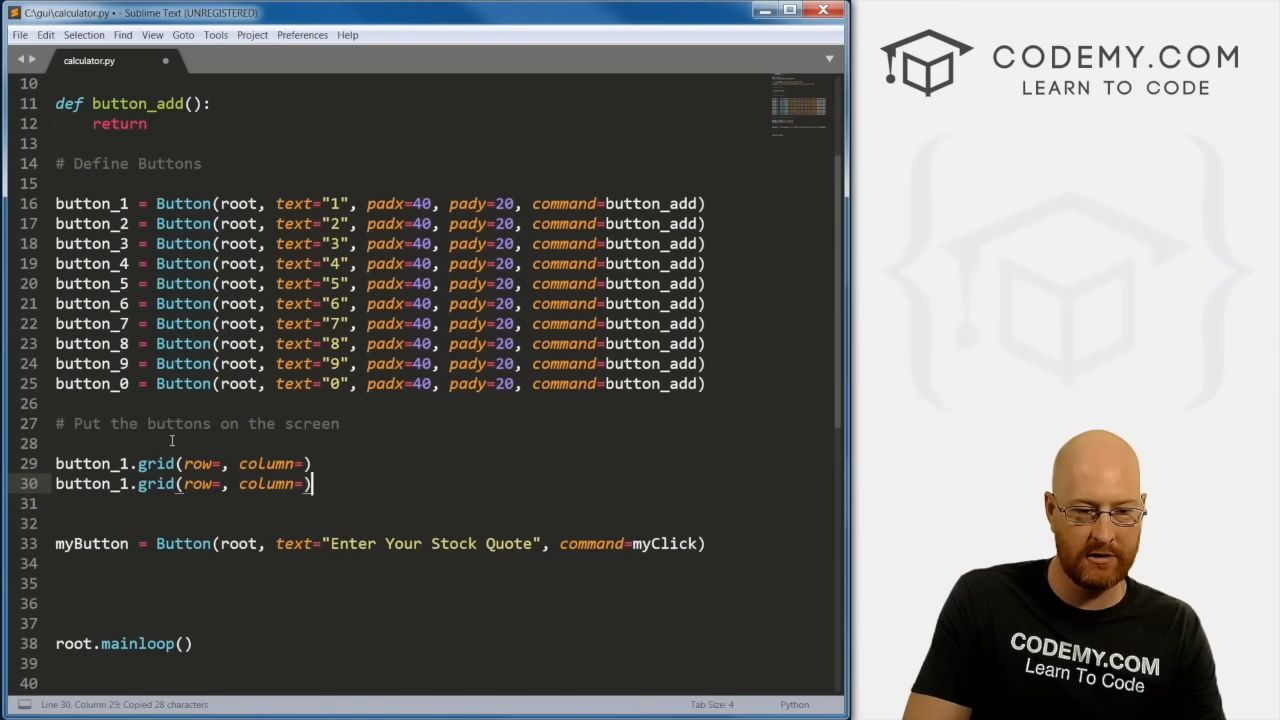 C:\gui\calculator.py • - Sublime Text (UNREGISTERED)
File Edit Selection Find View Goto Tools Project Preferences Help
calculator.py
10
11 def button_add():
12     return
13
14 # Define Buttons
15
16 button_1 = Button(root, text="1", padx=40, pady=20, command=button_add)
17 button_2 = Button(root, text="2", padx=40, pady=20, command=button_add)
18 button_3 = Button(root, text="3", padx=40, pady=20, command=button_add)
19 button_4 = Button(root, text="4", padx=40, pady=20, command=button_add)
20 button_5 = Button(root, text="5", padx=40, pady=20, command=button_add)
21 button_6 = Button(root, text="6", padx=40, pady=20, command=button_add)
22 button_7 = Button(root, text="7", padx=40, pady=20, command=button_add)
23 button_8 = Button(root, text="8", padx=40, pady=20, command=button_add)
24 button_9 = Button(root, text="9", padx=40, pady=20, command=button_add)
25 button_0 = Button(root, text="0", padx=40, pady=20, command=button_add)
26
27 # Put the buttons on the screen
28
29 button_1.grid(row=, column=)
30 button_1.grid(row=, column=)
31
32
33 myButton = Button(root, text="Enter Your Stock Quote", command=myClick)
34
35
36
37
38 root.mainloop()
39
40
Line 30, Column 29; Copied 28 characters
Tab Size: 4
Python
CODEMY.COM
LEARN TO CODE
CODEMY.COM
Learn To Code